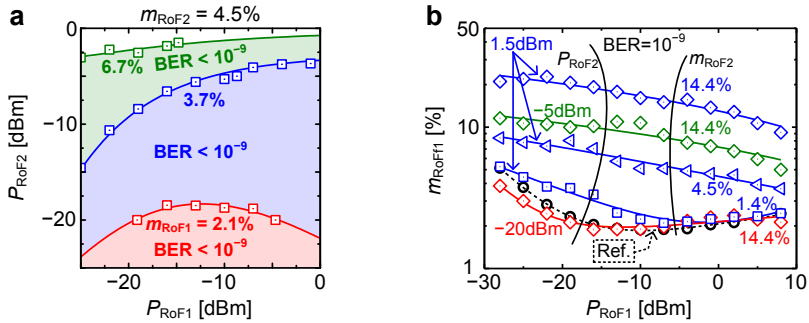 a
m_RoF2 = 4.5%
P_RoF2 [dBm]
0
−10
−20
6.7%
BER < 10⁻⁹
3.7%
BER < 10⁻⁹
m_RoF1 = 2.1%
BER < 10⁻⁹
−20
−10
0
P_RoF1 [dBm]
b
m_RoFf1 [%]
50
10
1
1.5dBm
P_RoF2
BER=10⁻⁹
m_RoF2
14.4%
−5dBm
14.4%
4.5%
1.4%
−20dBm
14.4%
Ref.
−30
−20
−10
0
10
P_RoF1 [dBm]